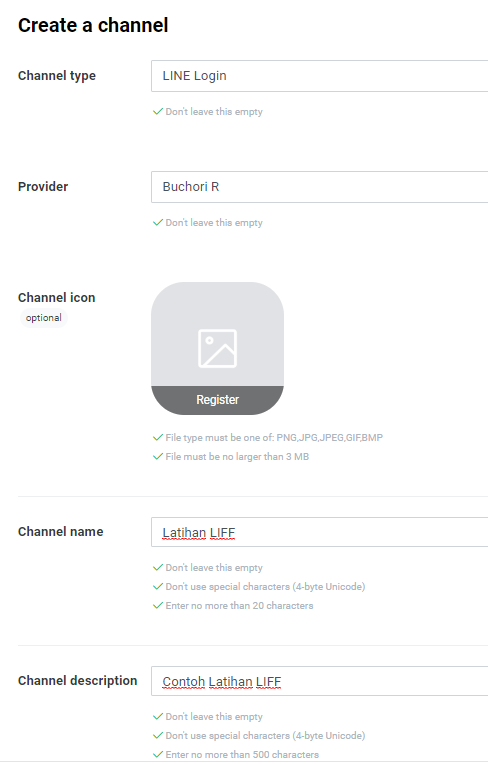 Create a channel
Channel type
LINE Login
Don't leave this empty
Provider
Buchori R
Don't leave this empty
Channel icon
optional
Register
File type must be one of: PNG,JPG,JPEG,GIF,BMP
File must be no larger than 3 MB
Channel name
Latihan LIFF
Don't leave this empty
Don't use special characters (4-byte Unicode)
Enter no more than 20 characters
Channel description
Contoh Latihan LIFF
Don't leave this empty
Don't use special characters (4-byte Unicode)
Enter no more than 500 characters